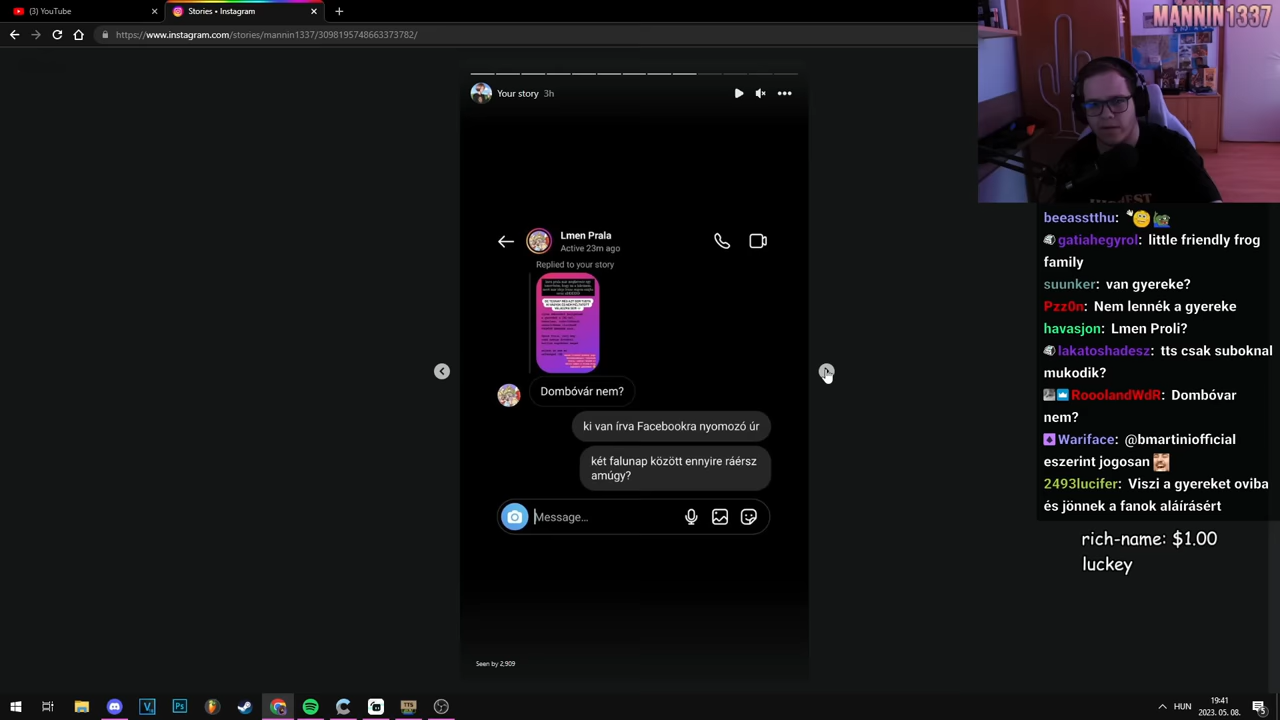 (3) YouTube
Stories • Instagram
https://www.instagram.com/stories/mannin1337/3098195748663373782/
MANNIN1337
Your story 3h
Lmen Prala
Active 23m ago
Replied to your story
Dombóvár nem?
ki van írva Facebookra nyomozó úr
két falunap között ennyire ráérsz
amúgy?
Message...
Seen by 2,909
beeasstthu:
gatiahegyrol: little friendly frog
family
suunker: van gyereke?
Pzz0n: Nem lennék a gyereke
havasjon: Lmen Proli?
lakatoshadesz: tts csak suboknal
mukodik?
RooolandWdR: Dombóvar
nem?
Wariface: @bmartiniofficial
eszerint jogosan
2493lucifer: Viszi a gyereket oviba
és jönnek a fanok aláírásért
rich-name: $1.00
luckey
HUN
19:41
2023. 05. 08.